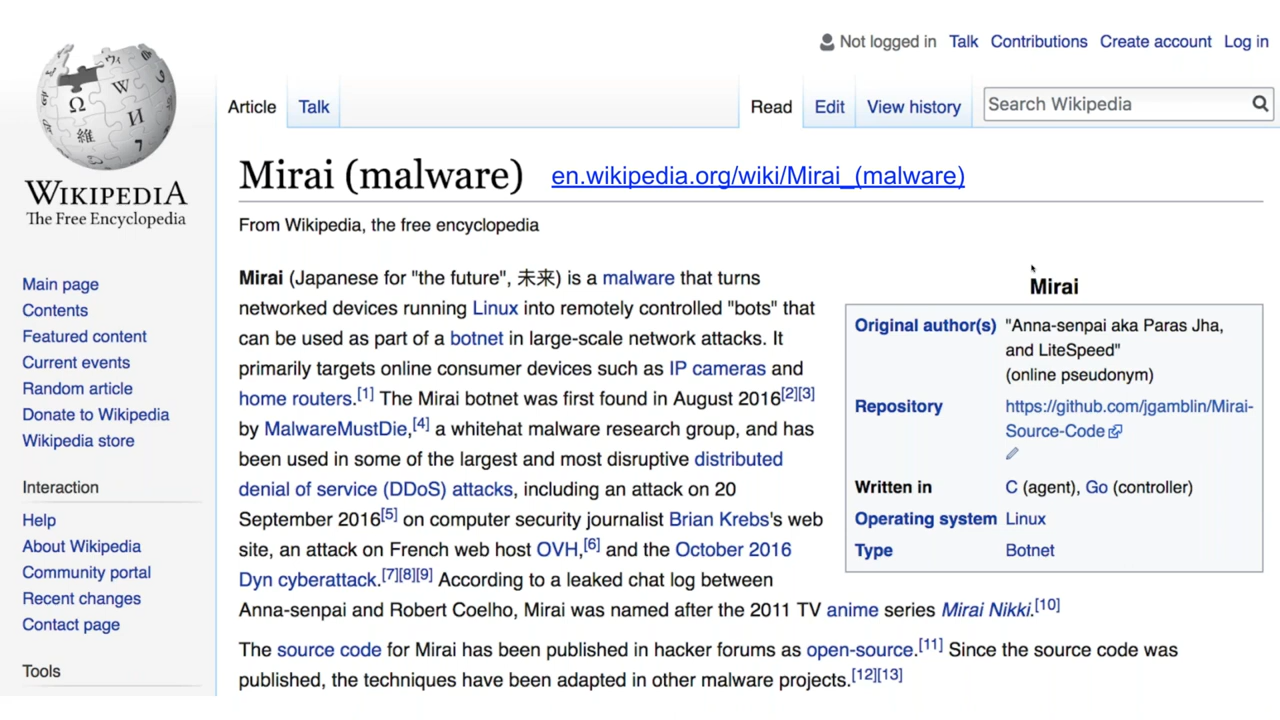 Not logged in Talk Contributions Create account Log in
Article Talk Read Edit View history Search Wikipedia
WIKIPEDIA
The Free Encyclopedia
Main page
Contents
Featured content
Current events
Random article
Donate to Wikipedia
Wikipedia store
Interaction
Help
About Wikipedia
Community portal
Recent changes
Contact page
Tools
Mirai (malware) en.wikipedia.org/wiki/Mirai_(malware)
From Wikipedia, the free encyclopedia
Mirai (Japanese for "the future", 未来) is a malware that turns
networked devices running Linux into remotely controlled "bots" that
can be used as part of a botnet in large-scale network attacks. It
primarily targets online consumer devices such as IP cameras and
home routers.[1] The Mirai botnet was first found in August 2016[2][3]
by MalwareMustDie,[4] a whitehat malware research group, and has
been used in some of the largest and most disruptive distributed
denial of service (DDoS) attacks, including an attack on 20
September 2016[5] on computer security journalist Brian Krebs's web
site, an attack on French web host OVH,[6] and the October 2016
Dyn cyberattack.[7][8][9] According to a leaked chat log between
Anna-senpai and Robert Coelho, Mirai was named after the 2011 TV anime series Mirai Nikki.[10]
The source code for Mirai has been published in hacker forums as open-source.[11] Since the source code was
published, the techniques have been adapted in other malware projects.[12][13]
Mirai
Original author(s) "Anna-senpai aka Paras Jha,
and LiteSpeed"
(online pseudonym)
Repository https://github.com/jgamblin/Mirai-
Source-Code
Written in C (agent), Go (controller)
Operating system Linux
Type Botnet